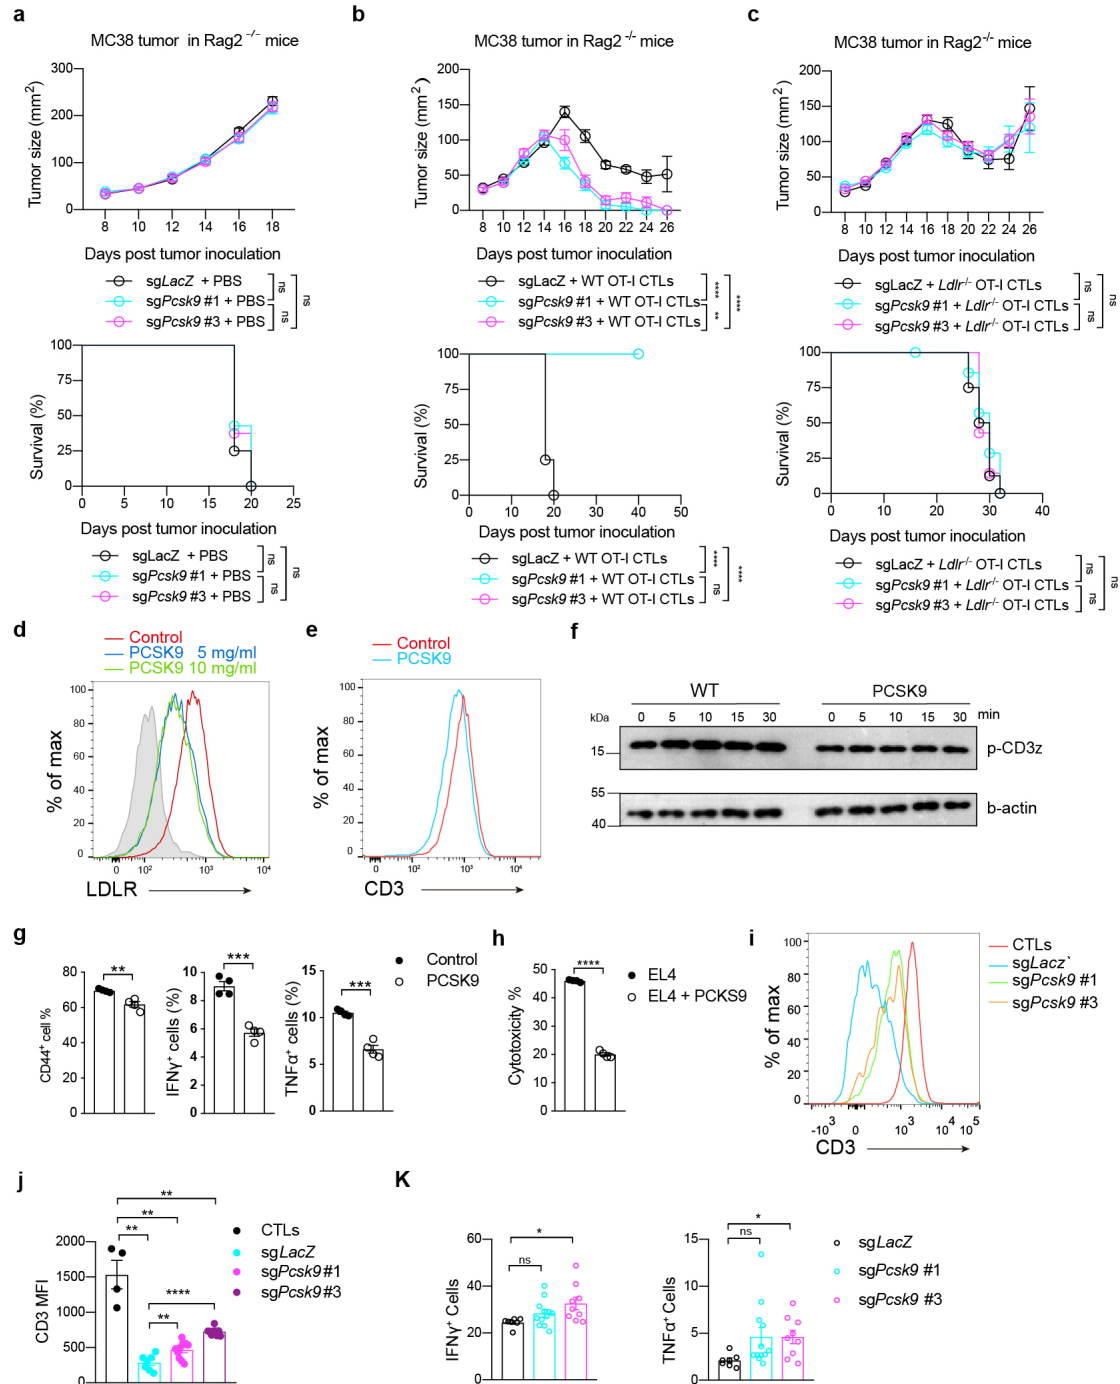 a
MC38 tumor in Rag2 -/- mice
Tumor size (mm2)
300
200
100
0
8 10 12 14 16 18
Days post tumor inoculation
sgLacZ + PBS
sgPcsk9 #1 + PBS
sgPcsk9 #3 + PBS
ns
ns
ns
Survival (%)
100
75
50
25
0
0 5 10 15 20 25
Days post tumor inoculation
sgLacZ + PBS
sgPcsk9 #1 + PBS
sgPcsk9 #3 + PBS
ns
ns
ns
b
MC38 tumor in Rag2 -/- mice
Tumor size (mm2)
200
150
100
50
0
8 10 12 14 16 18 20 22 24 26
Days post tumor inoculation
sgLacZ + WT OT-I CTLs
sgPcsk9 #1 + WT OT-I CTLs
sgPcsk9 #3 + WT OT-I CTLs
****
**
****
Survival (%)
100
75
50
25
0
0 10 20 30 40 50
Days post tumor inoculation
sgLacZ + WT OT-I CTLs
sgPcsk9 #1 + WT OT-I CTLs
sgPcsk9 #3 + WT OT-I CTLs
****
ns
****
c
MC38 tumor in Rag2-/- mice
Tumor size (mm2)
200
150
100
50
0
8 10 12 14 16 18 20 22 24 26
Days post tumor inoculation
sgLacZ + Ldlr-/- OT-I CTLs
sgPcsk9 #1 + Ldlr-/- OT-I CTLs
sgPcsk9 #3 + Ldlr-/- OT-I CTLs
ns
ns
ns
Survival (%)
100
75
50
25
0
0 10 20 30 40
Days post tumor inoculation
sgLacZ + Ldlr-/- OT-I CTLs
sgPcsk9 #1 + Ldlr-/- OT-I CTLs
sgPcsk9 #3 + Ldlr-/- OT-I CTLs
ns
ns
ns
d
Control
PCSK9 5 mg/ml
PCSK9 10 mg/ml
% of max
100
80
60
40
20
0
0 10² 10³ 10⁴
LDLR
e
Control
PCSK9
% of max
100
80
60
40
20
0
0 10² 10³ 10⁴
CD3
f
WT PCSK9
kDa 0 5 10 15 30 0 5 10 15 30 min
15
p-CD3z
55
40
b-actin
g
CD44+ cell %
80
60
40
20
0
**
IFNγ+ cells (%)
10
8
6
4
2
0
***
TNFα+ cells (%)
15
10
5
0
***
Control
PCSK9
h
Cytotoxicity %
50
40
30
20
10
0
****
EL4
EL4 + PCKS9
i
% of max
100
80
60
40
20
0
-10³ 0 10³ 10⁴ 10⁵
CD3
CTLs
sgLacz`
sgPcsk9 #1
sgPcsk9 #3
j
CD3 MFI
2000
1500
1000
500
0
**
**
**
****
**
CTLs
sgLacZ
sgPcsk9 #1
sgPcsk9 #3
K
IFNγ+ Cells
60
40
20
0
*
ns
TNFα+ Cells
15
10
5
0
*
ns
sgLacZ
sgPcsk9 #1
sgPcsk9 #3